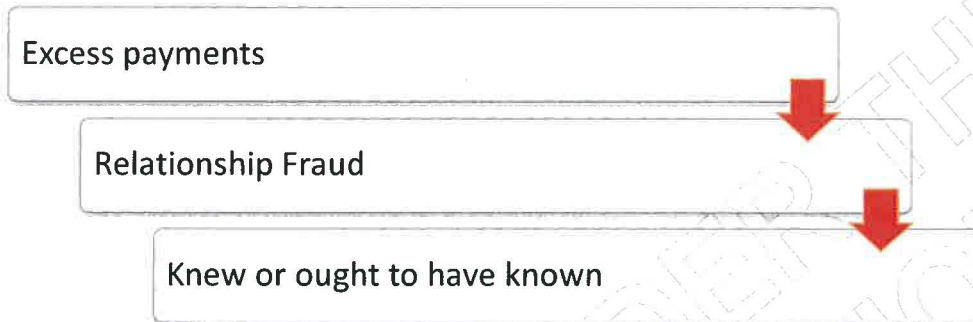 Excess payments
Relationship Fraud
Knew or ought to have known